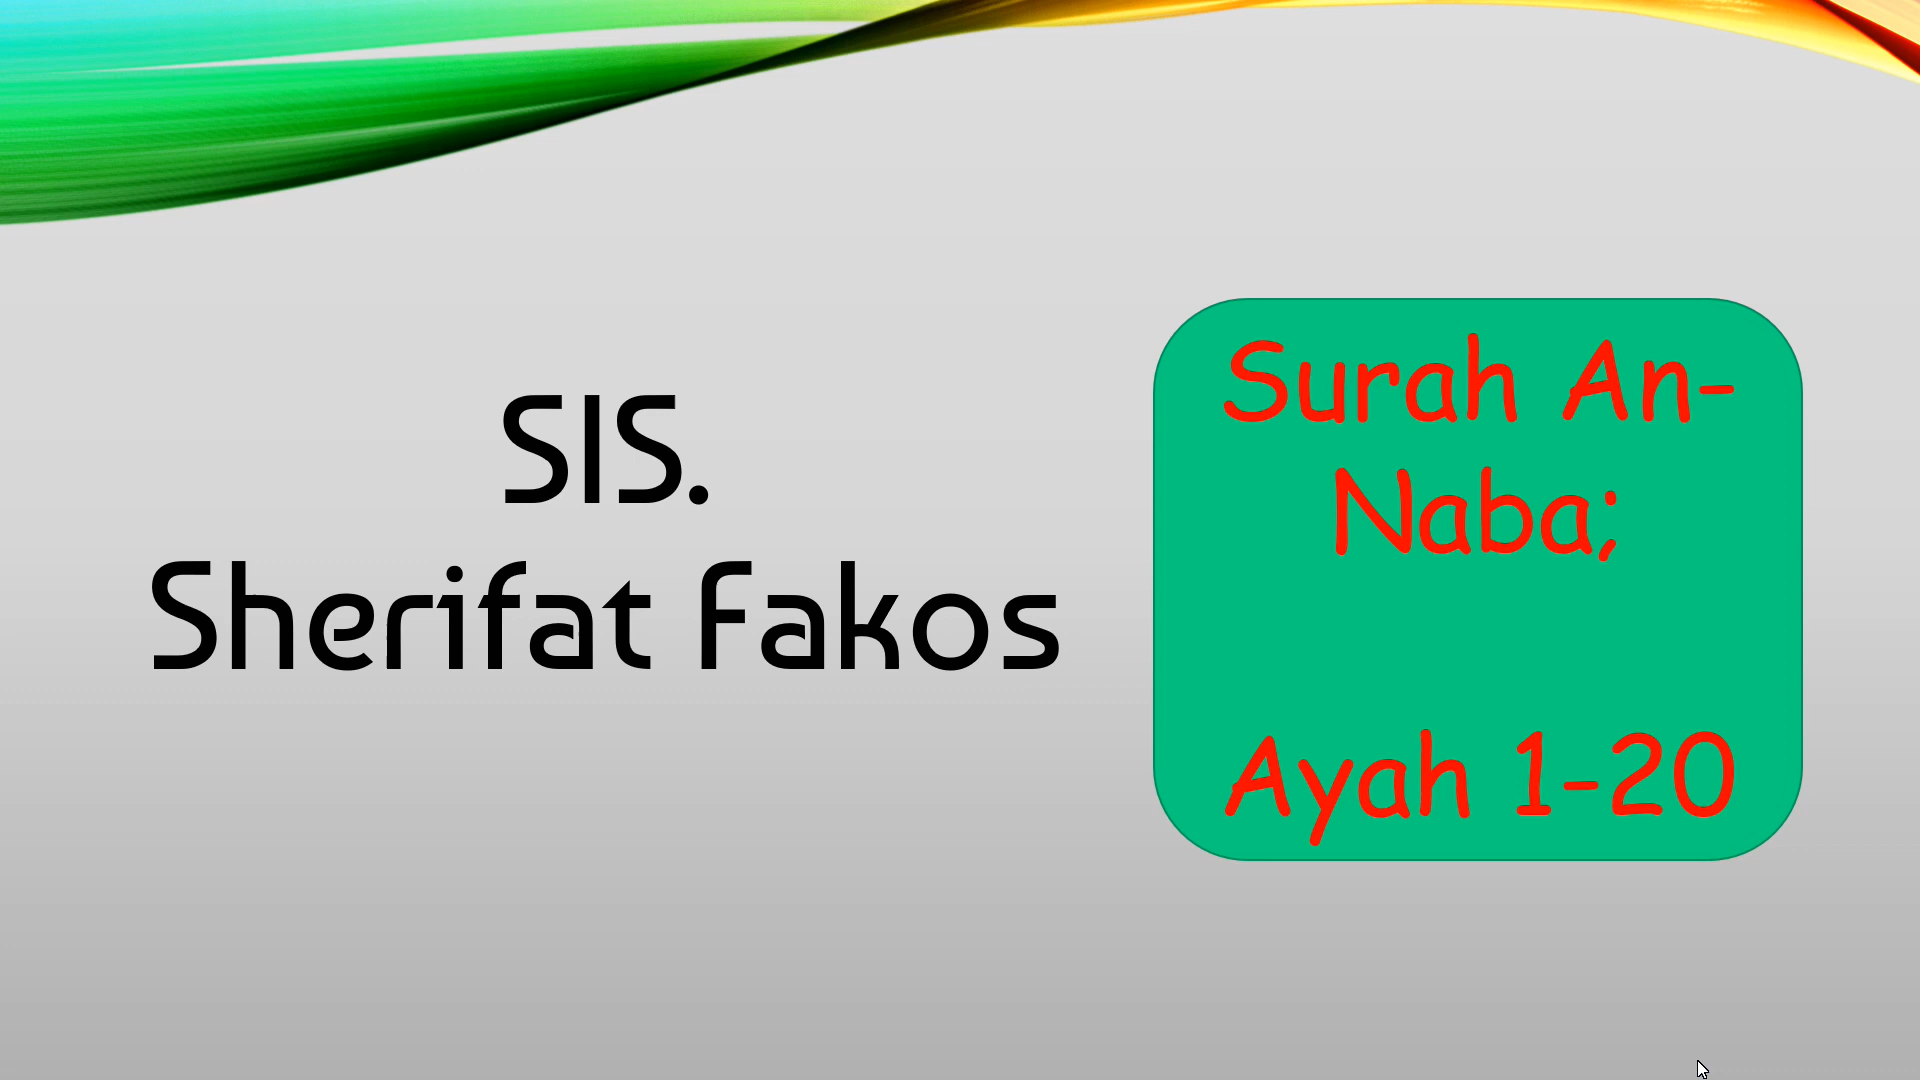 SIS.
Sherifat Fakos
Surah An-
Naba;
Ayah 1-20